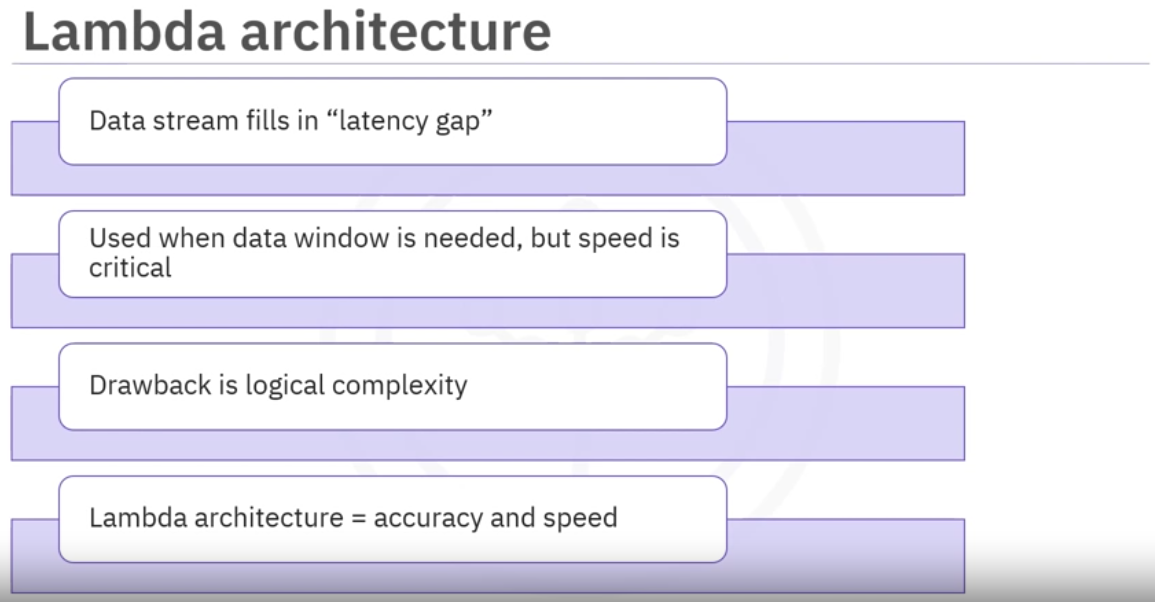 Lambda architecture
Data stream fills in “latency gap”
Used when data window is needed, but speed is
critical
Drawback is logical complexity
Lambda architecture = accuracy and speed